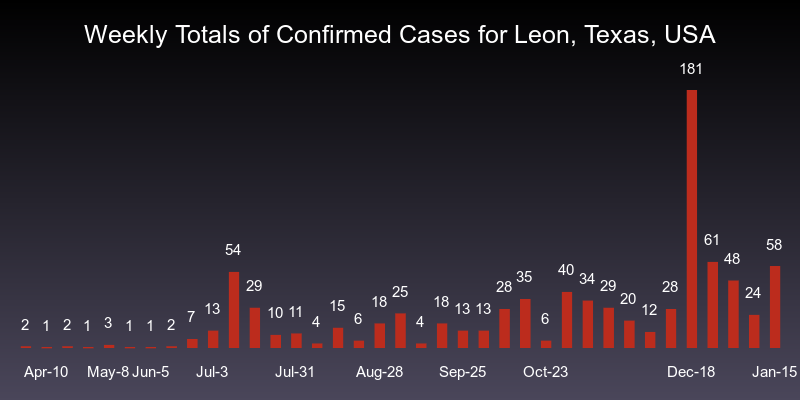 Weekly Totals of Confirmed Cases for Leon, Texas, USA
2 1 2 1 3 1 1 2 7 13 54 29 10 11 4 15 6 18 25 4 18 13 13 28 35 6 40 34 29 20 12 28 181 61 48 24 58
Apr-10 May-8 Jun-5 Jul-3 Jul-31 Aug-28 Sep-25 Oct-23 Dec-18 Jan-15